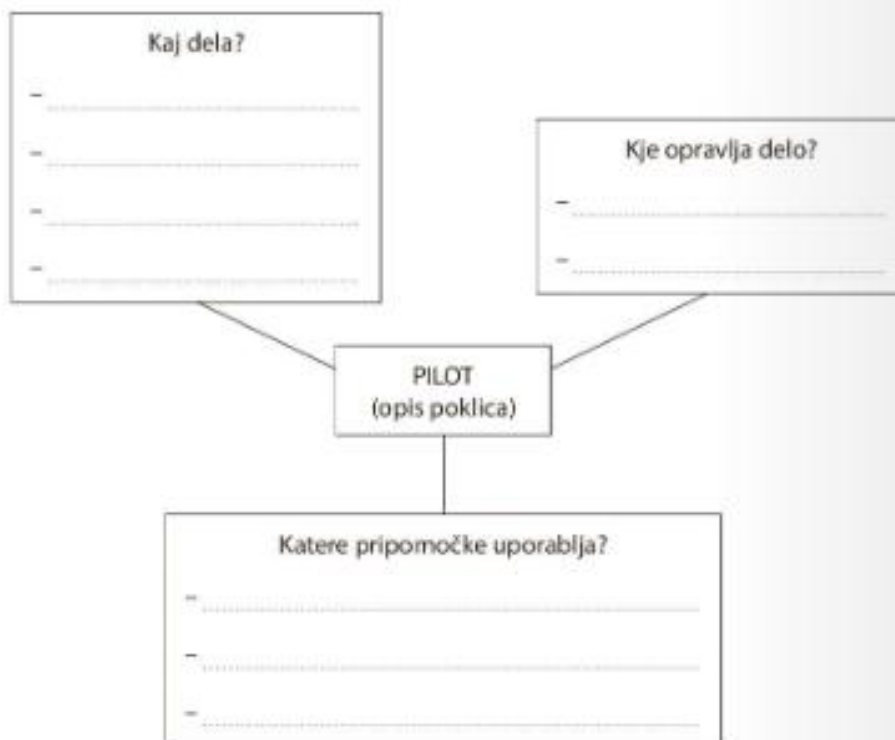 Kaj dela?
-
-
-
-
Kje opravlja delo?
-
-
PILOT
(opis poklica)
Katere pripomočke uporablja?
-
-
-